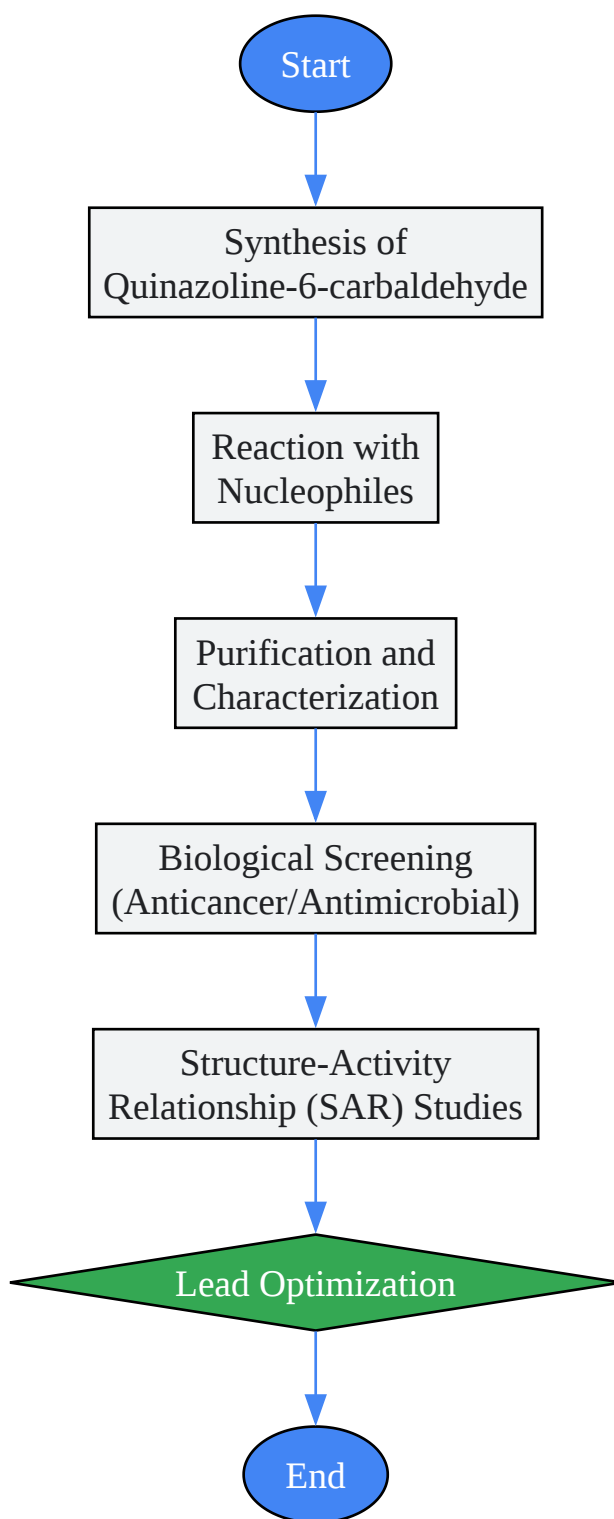 Start
Synthesis of
Quinazoline-6-carbaldehyde
Reaction with
Nucleophiles
Purification and
Characterization
Biological Screening
(Anticancer/Antimicrobial)
Structure-Activity
Relationship (SAR) Studies
Lead Optimization
End